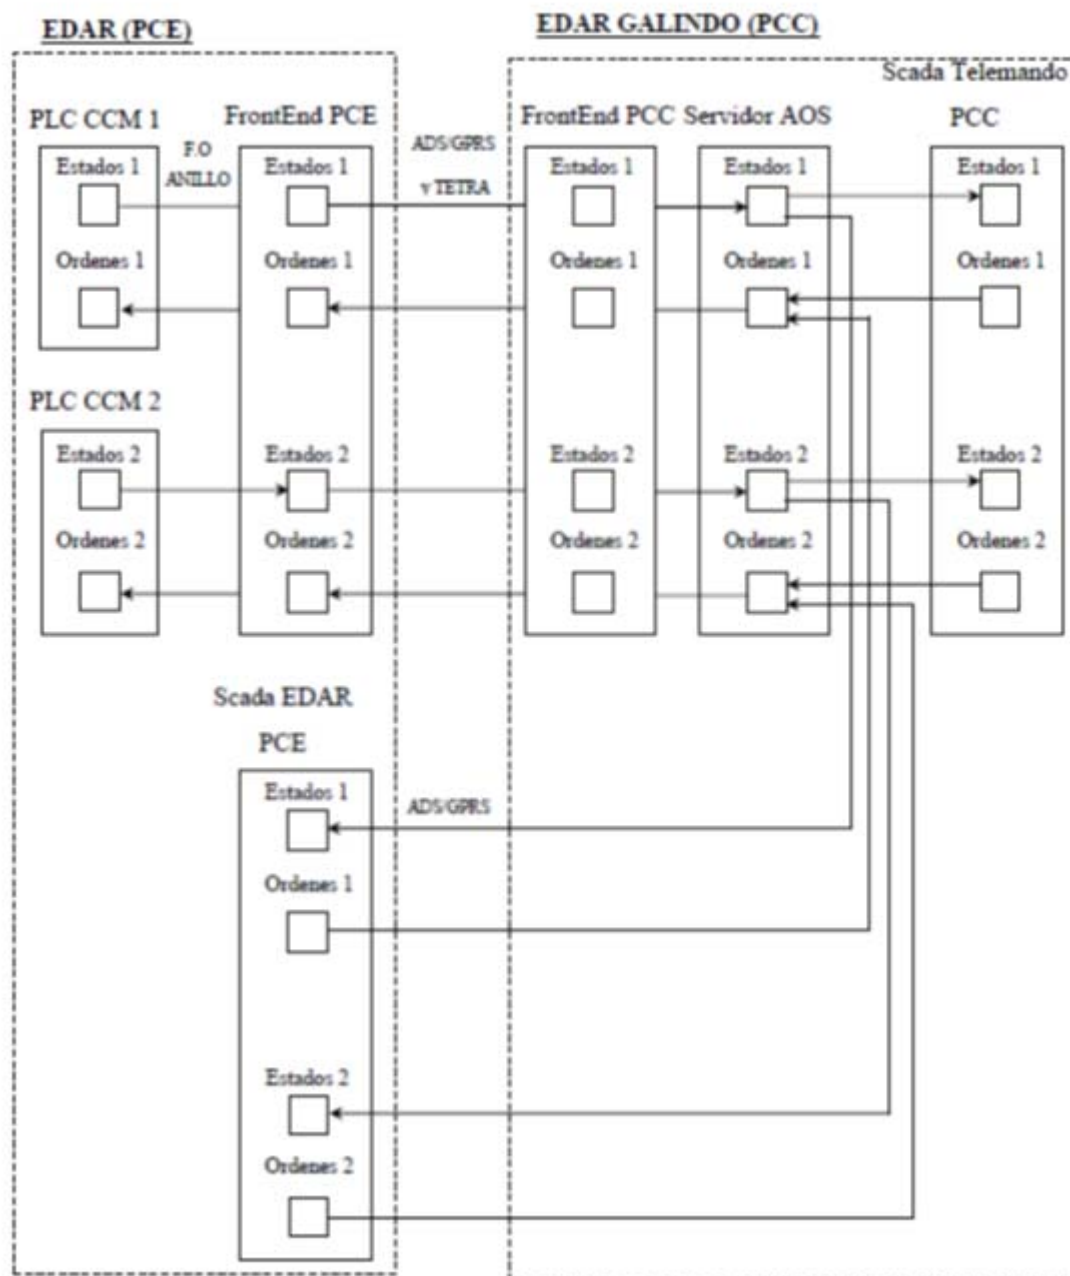 EDAR (PCE)
EDAR GALINDO (PCC)
Scada Telemando
PLC CCM 1
FrontEnd PCE
FrontEnd PCC
Servidor AOS
PCC
F.O
ANILLO
ADS/GPRS
y TETRA
Estados 1
Estados 1
Estados 1
Estados 1
Estados 1
Ordenes 1
Ordenes 1
Ordenes 1
Ordenes 1
Ordenes 1
PLC CCM 2
Estados 2
Estados 2
Estados 2
Estados 2
Estados 2
Ordenes 2
Ordenes 2
Ordenes 2
Ordenes 2
Ordenes 2
Scada EDAR
PCE
Estados 1
ADS/GPRS
Ordenes 1
Estados 2
Ordenes 2